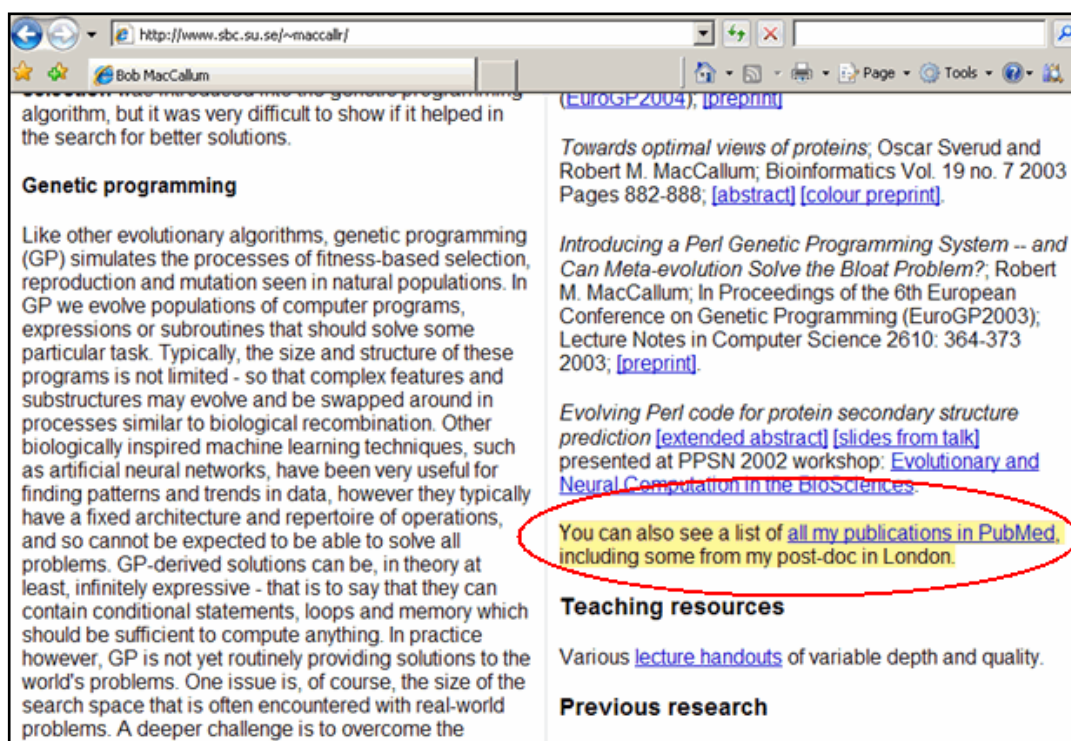 http://www.sbc.su.se/~maccallr/
Bob MacCallum
Page
Tools
selection was introduced into the genetic programming
algorithm, but it was very difficult to show if it helped in
the search for better solutions.
Genetic programming
Like other evolutionary algorithms, genetic programming
(GP) simulates the processes of fitness-based selection,
reproduction and mutation seen in natural populations. In
GP we evolve populations of computer programs,
expressions or subroutines that should solve some
particular task. Typically, the size and structure of these
programs is not limited - so that complex features and
substructures may evolve and be swapped around in
processes similar to biological recombination. Other
biologically inspired machine learning techniques, such
as artificial neural networks, have been very useful for
finding patterns and trends in data, however they typically
have a fixed architecture and repertoire of operations,
and so cannot be expected to be able to solve all
problems. GP-derived solutions can be, in theory at
least, infinitely expressive - that is to say that they can
contain conditional statements, loops and memory which
should be sufficient to compute anything. In practice
however, GP is not yet routinely providing solutions to the
world's problems. One issue is, of course, the size of the
search space that is often encountered with real-world
problems. A deeper challenge is to overcome the
(EuroGP2004); [preprint]
Towards optimal views of proteins; Oscar Sverud and
Robert M. MacCallum; Bioinformatics Vol. 19 no. 7 2003
Pages 882-888; [abstract] [colour preprint].
Introducing a Perl Genetic Programming System -- and
Can Meta-evolution Solve the Bloat Problem?; Robert
M. MacCallum; In Proceedings of the 6th European
Conference on Genetic Programming (EuroGP2003);
Lecture Notes in Computer Science 2610: 364-373
2003; [preprint].
Evolving Perl code for protein secondary structure
prediction [extended abstract] [slides from talk]
presented at PPSN 2002 workshop: Evolutionary and
Neural Computation in the BioSciences.
You can also see a list of all my publications in PubMed,
including some from my post-doc in London.
Teaching resources
Various lecture handouts of variable depth and quality.
Previous research